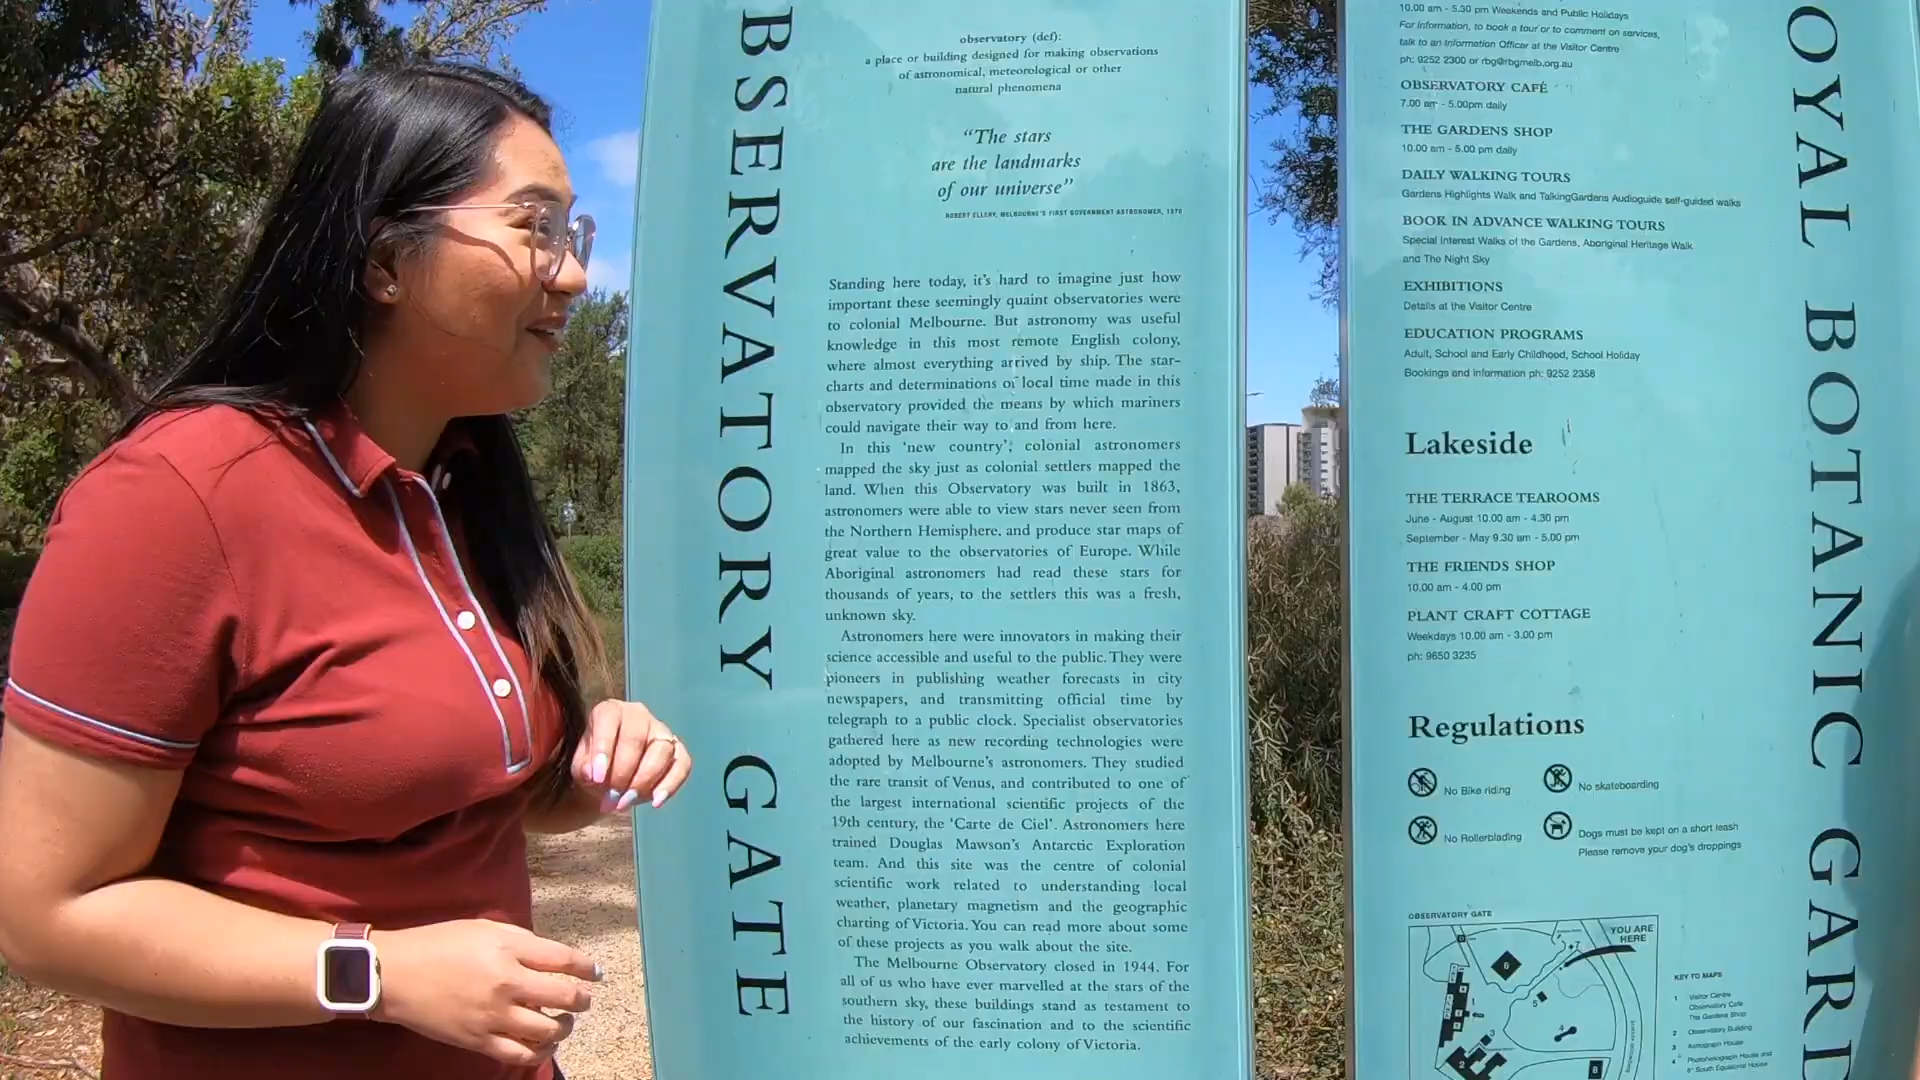 BSERVATORY GATE
observatory (def):
a place or building designed for making observations
of astronomical, meteorological or other
natural phenomena
“The stars
are the landmarks
of our universe”
ROBERT ELLERY, MELBOURNE'S FIRST GOVERNMENT ASTRONOMER,
Standing here today, it's hard to imagine just how
important these seemingly quaint observatories were
to colonial Melbourne. But astronomy was useful
knowledge in this most remote English colony,
where almost everything arrived by ship. The star-
charts and determinations of local time made in this
observatory provided the means by which mariners
could navigate their way to and from here.
In this ‘new country’, colonial astronomers
mapped the sky just as colonial settlers mapped the
land. When this Observatory was built in 1863,
astronomers were able to view stars never seen from
the Northern Hemisphere, and produce star maps of
great value to the observatories of Europe. While
Aboriginal astronomers had read these stars for
thousands of years, to the settlers this was a fresh,
unknown sky.
Astronomers here were innovators in making their
science accessible and useful to the public. They were
pioneers in publishing weather forecasts in city
newspapers, and transmitting official time by
telegraph to a public clock. Specialist observatories
gathered here as new recording technologies were
adopted by Melbourne's astronomers. They studied
the rare transit of Venus, and contributed to one of
the largest international scientific projects of the
19th century, the ‘Carte de Ciel’. Astronomers here
trained Douglas Mawson's Antarctic Exploration
team. And this site was the centre of colonial
scientific work related to understanding local
weather, planetary magnetism and the geographic
charting of Victoria. You can read more about some
of these projects as you walk about the site.
The Melbourne Observatory closed in 1944. For
all of us who have ever marvelled at the stars of the
southern sky, these buildings stand as testament to
the history of our fascination and to the scientific
achievements of the early colony of Victoria.
10.00 am - 5.30 pm Weekends and Public Holidays
For information, to book a tour or to comment on services,
talk to an Information Officer at the Visitor Centre
ph: 9252 2300 or rbg@rbgmelb.org.au
OBSERVATORY CAFÉ
7.00 am - 5.00pm daily
THE GARDENS SHOP
10.00 am - 5.00 pm daily
DAILY WALKING TOURS
Gardens Highlights Walk and TalkingGardens Audioguide self-guided walks
BOOK IN ADVANCE WALKING TOURS
Special Interest Walks of the Gardens, Aboriginal Heritage Walk
and The Night Sky
EXHIBITIONS
Details at the Visitor Centre
EDUCATION PROGRAMS
Adult, School and Early Childhood, School Holiday
Bookings and information ph: 9252 2358
Lakeside
THE TERRACE TEAROOMS
June - August 10.00 am - 4.30 pm
September - May 9.30 am - 5.00 pm
THE FRIENDS SHOP
10.00 am - 4.00 pm
PLANT CRAFT COTTAGE
Weekdays 10.00 am - 3.00 pm
ph: 9650 3235
Regulations
No Bike riding
No skateboarding
No Rollerblading
Dogs must be kept on a short leash
Please remove your dog's droppings
OBSERVATORY GATE
YOU ARE
HERE
6
7
5
4
1
3
2
8
KEY TO MAPS
1 Visitor Centre
Observatory Café
The Gardens Shop
2 Observatory Building
3 Astrograph House
4 Photoheliograph House and
8" South Equatorial House
OYAL BOTANIC GARD